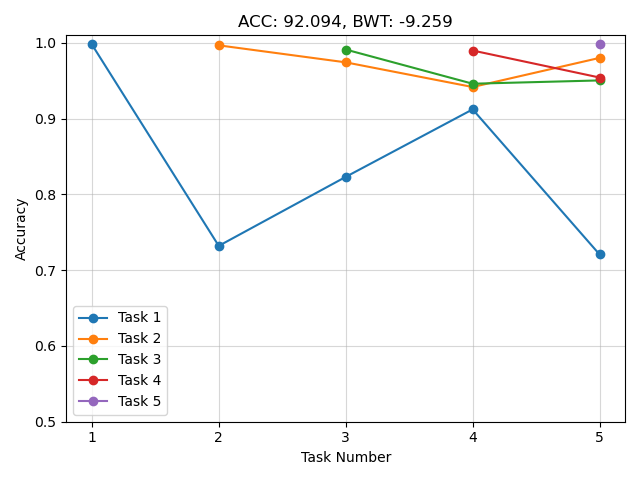 ACC: 92.094, BWT: -9.259
1.0
0.9
0.8
0.7
0.6
0.5
Accuracy
Task 1
Task 2
Task 3
Task 4
Task 5
1 2 3 4 5
Task Number